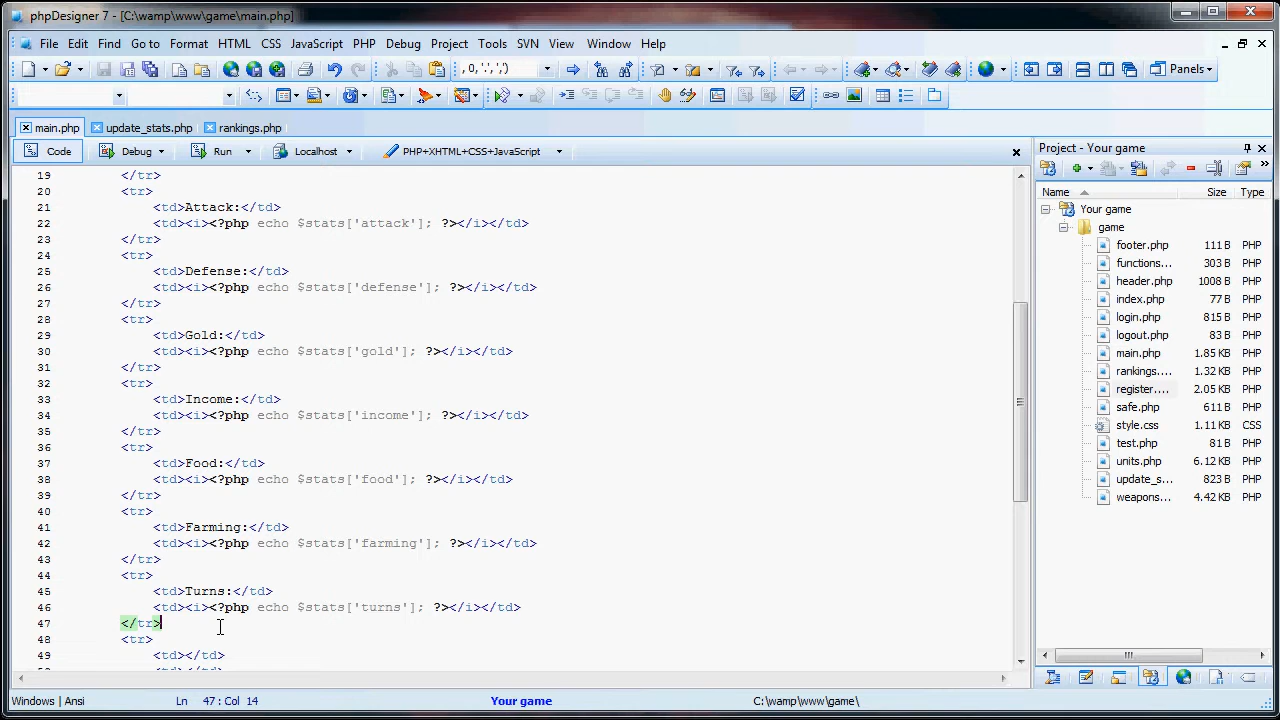 phpDesigner 7 - [C:\wamp\www\game\main.php]
File Edit Find Go to Format HTML CSS JavaScript PHP Debug Project Tools SVN View Window Help
, 0,'.',',')
Panels
main.php update_stats.php rankings.php
Code Debug Run Localhost PHP+XHTML+CSS+JavaScript
19 </tr>
20 <tr>
21 <td>Attack:</td>
22 <td><i><?php echo $stats['attack']; ?></i></td>
23 </tr>
24 <tr>
25 <td>Defense:</td>
26 <td><i><?php echo $stats['defense']; ?></i></td>
27 </tr>
28 <tr>
29 <td>Gold:</td>
30 <td><i><?php echo $stats['gold']; ?></i></td>
31 </tr>
32 <tr>
33 <td>Income:</td>
34 <td><i><?php echo $stats['income']; ?></i></td>
35 </tr>
36 <tr>
37 <td>Food:</td>
38 <td><i><?php echo $stats['food']; ?></i></td>
39 </tr>
40 <tr>
41 <td>Farming:</td>
42 <td><i><?php echo $stats['farming']; ?></i></td>
43 </tr>
44 <tr>
45 <td>Turns:</td>
46 <td><i><?php echo $stats['turns']; ?></i></td>
47 </tr>
48 <tr>
49 <td></td>
Project - Your game
Name Size Type
Your game
game
footer.php 111 B PHP
functions... 303 B PHP
header.php 1008 B PHP
index.php 77 B PHP
login.php 815 B PHP
logout.php 83 B PHP
main.php 1.85 KB PHP
rankings.... 1.32 KB PHP
register.... 2.05 KB PHP
safe.php 611 B PHP
style.css 1.11 KB CSS
test.php 81 B PHP
units.php 6.12 KB PHP
update_s... 823 B PHP
weapons... 4.42 KB PHP
Windows | Ansi Ln 47 : Col 14 Your game C:\wamp\www\game\